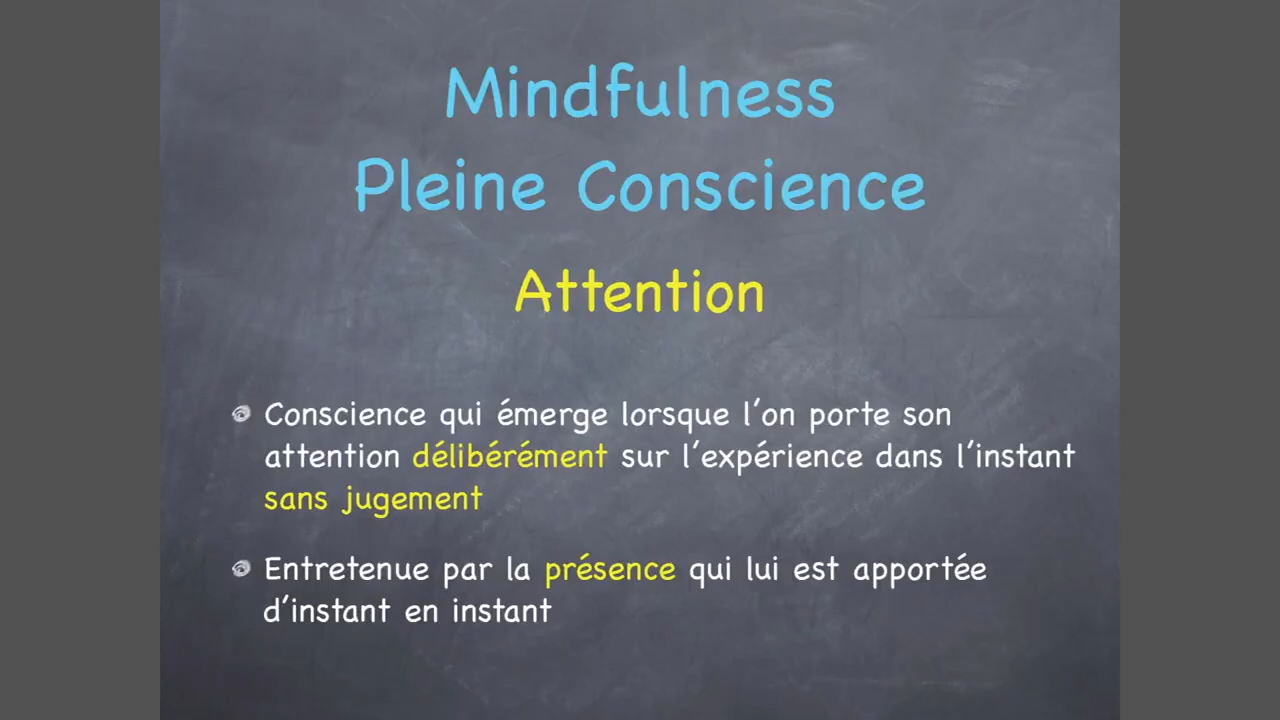 Mindfulness
Pleine Conscience
Attention
Conscience qui émerge lorsque l'on porte son
attention délibérément sur l'expérience dans l'instant
sans jugement
Entretenue par la présence qui lui est apportée
d'instant en instant